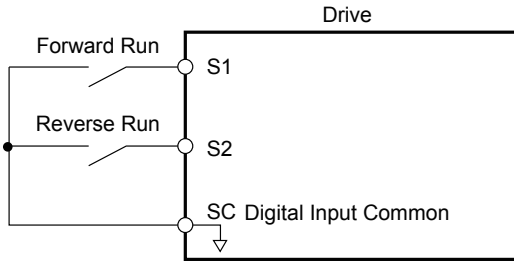 Drive
Forward Run
S1
Reverse Run
S2
SC Digital Input Common